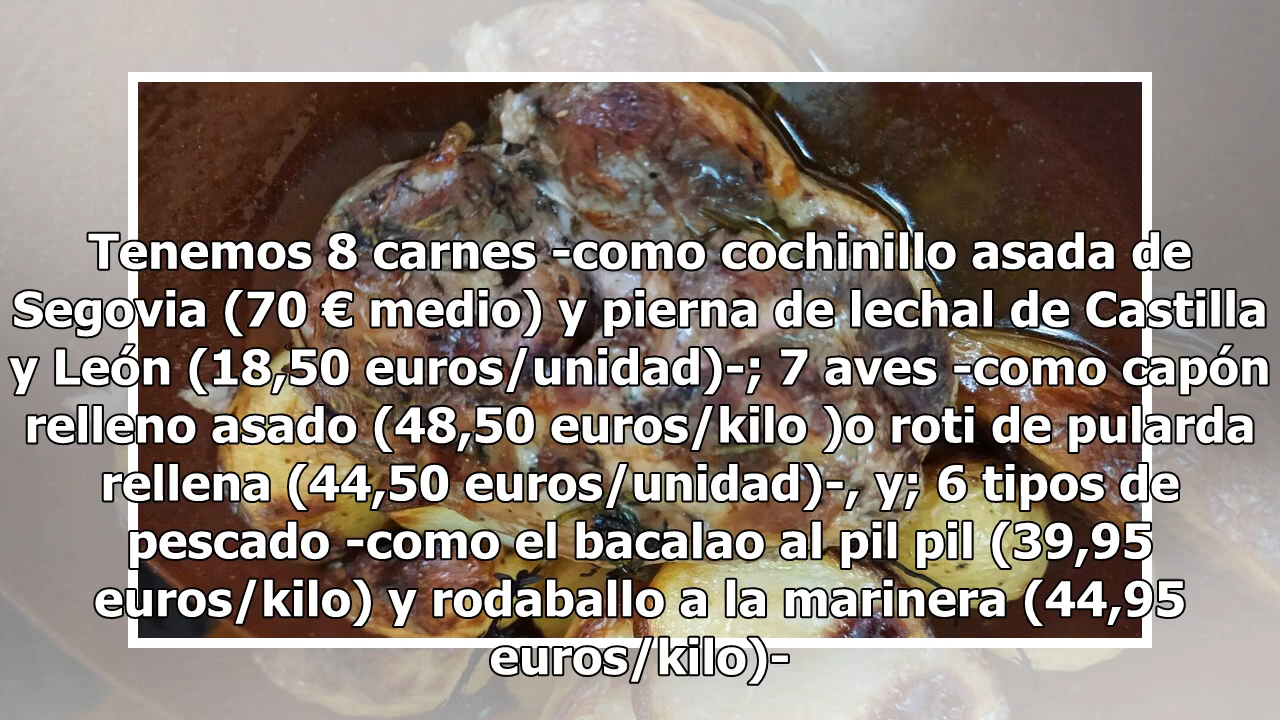 Tenemos 8 carnes -como cochinillo asada de
Segovia (70 € medio) y pierna de lechal de Castilla
y León (18,50 euros/unidad)-; 7 aves -como capón
relleno asado (48,50 euros/kilo )o roti de pularda
rellena (44,50 euros/unidad)-, y; 6 tipos de
pescado -como el bacalao al pil pil (39,95
euros/kilo) y rodaballo a la marinera (44,95
euros/kilo)-